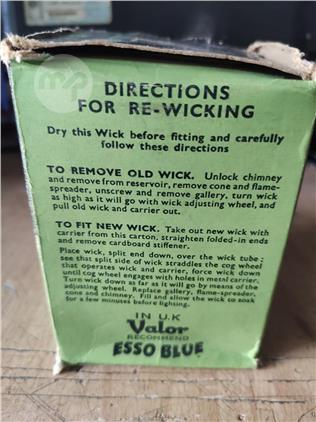 DIRECTIONS
FOR RE-WICKING
Dry this Wick before fitting and carefully
follow these directions
TO REMOVE OLD WICK. Unlock chimney
and remove from reservoir, remove cone and flame-
spreader, unscrew and remove gallery, turn wick
as high as it will go with wick adjusting wheel, and
pull old wick and carrier out.
TO FIT NEW WICK. Take out new wick with
carrier from this carton, straighten folded-in ends
and remove cardboard stiffener.
Place wick, split end down, over the wick tube;
see that split side of wick straddles the cog wheel
that operates wick and carrier, force wick down
until cog wheel engages with holes in metal carrier.
Turn wick down as far as it will go by means of the
adjusting wheel. Replace gallery, flame-spreader,
cone and chimney. Fill and allow the wick to soak
for a few minutes before lighting.
IN U.K
Valor
RECOMMEND
ESSO BLUE